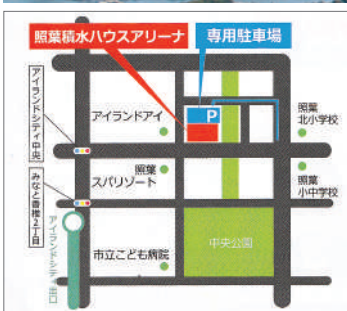 照葉積水ハウスアリーナ
専用駐車場
P
アイランドアイ
照葉
北小学校
アイランドシティ中央
照葉
スパリゾート
照葉
小中学校
みなと香椎2丁目
アイランドシティ出口
市立こども病院
中央公園